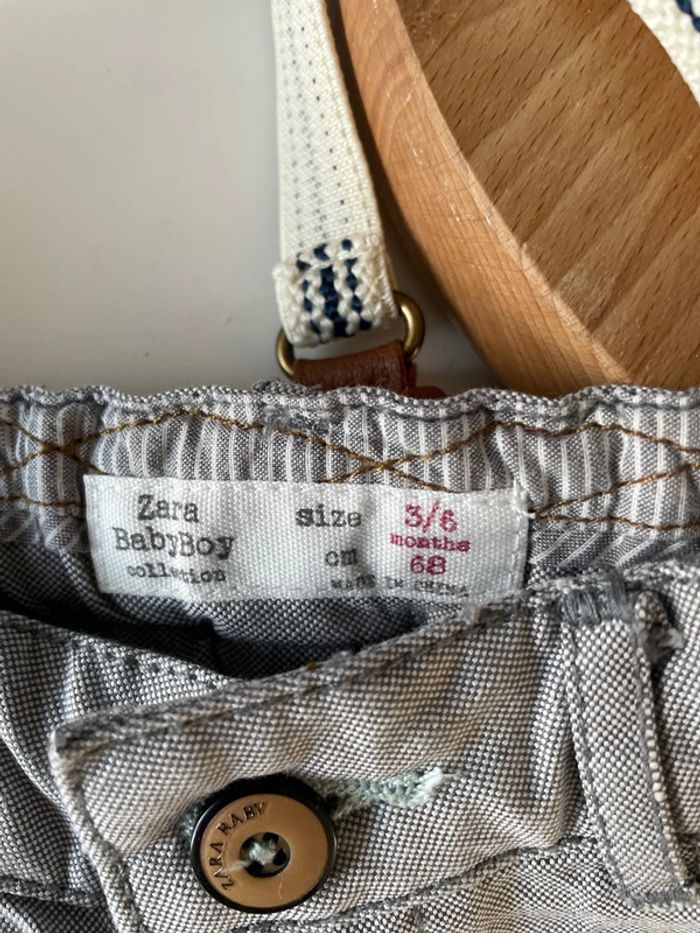 Zara
BabyBoy
collection
size
cm
3/6
months
68
MADE IN CHINA
ZARA BABY